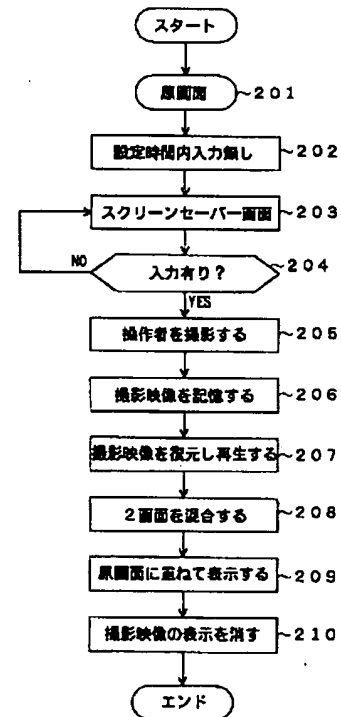 スタート
原画面 ~201
設定時間内入力無し ~202
スクリーンセーバー画面 ~203
NO 入力有り? 204
YES
操作者を撮影する ~205
撮影映像を記憶する ~206
撮影映像を復元し再生する ~207
2画面を混合する ~208
原画面に重ねて表示する ~209
撮影映像の表示を消す ~210
エンド